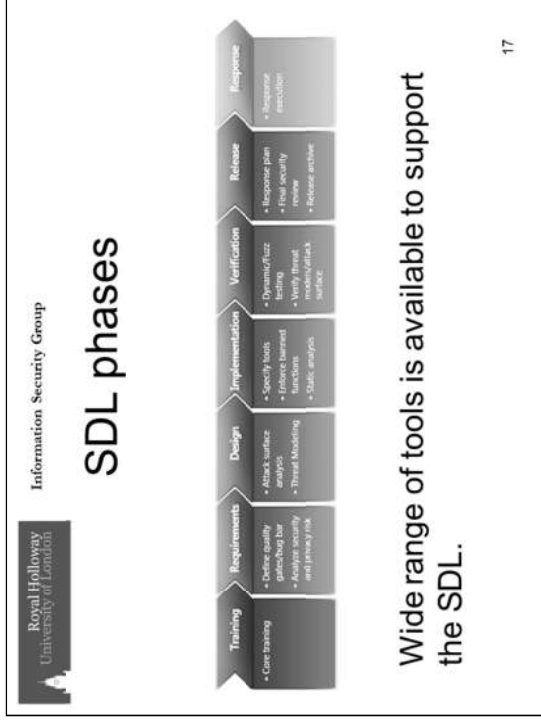 Royal Holloway
University of London
Information Security Group
SDL phases
Training
• Core training
Requirements
• Define quality
gates/bug bar
• Analyze security
and privacy risk
Design
• Attack surface
analysis
• Threat Modeling
Implementation
• Specify tools
• Enforce banned
functions
• Static analysis
Verification
• Dynamic/Fuzz
testing
• Verify threat
models/attack
surface
Release
• Response plan
• Final security
review
• Release archive
Response
• Response
execution
Wide range of tools is available to support
the SDL.
17